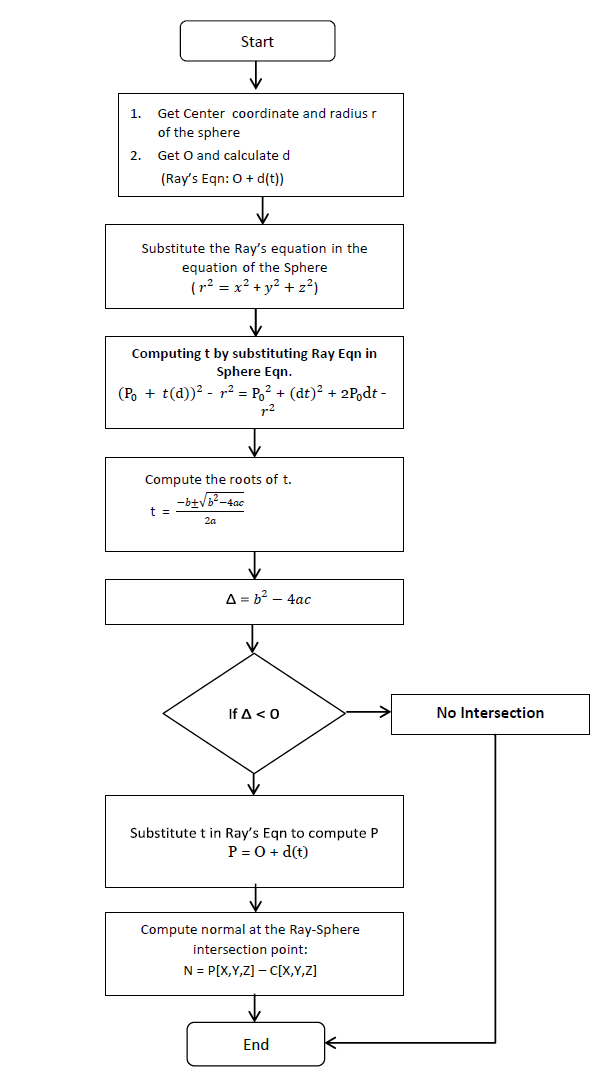 Start
1. Get Center coordinate and radius r
of the sphere
2. Get O and calculate d
(Ray's Eqn: O + d(t))
Substitute the Ray's equation in the
equation of the Sphere
( r² = x² + y² + z²)
Computing t by substituting Ray Eqn in
Sphere Eqn.
(P₀ + t(d))² - r² = P₀² + (dt)² + 2P₀dt -
r²
Compute the roots of t.
t = (−b±√(b²−4ac))/(2a)
Δ = b² − 4ac
If Δ < 0
No Intersection
Substitute t in Ray's Eqn to compute P
P = O + d(t)
Compute normal at the Ray-Sphere
intersection point:
N = P[X,Y,Z] – C[X,Y,Z]
End